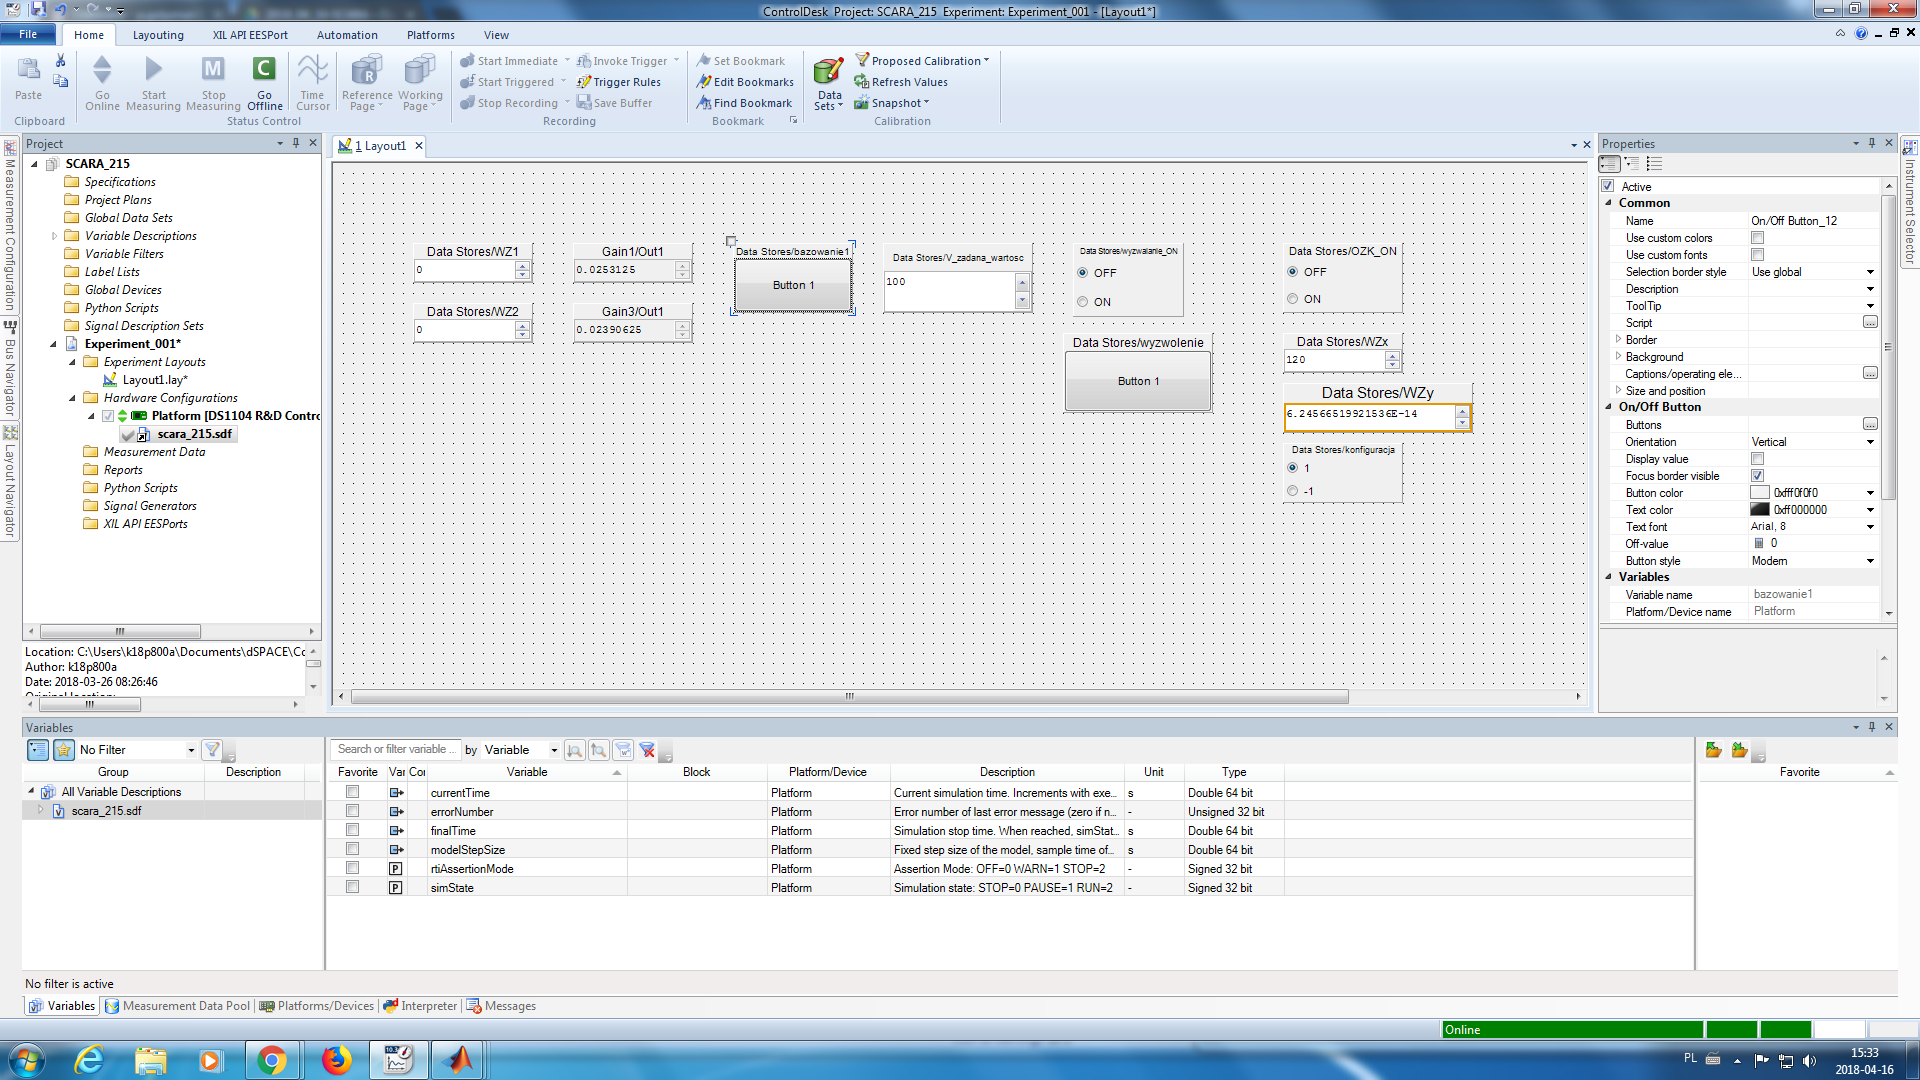 ControlDesk Project: SCARA_215 Experiment: Experiment_001 - [Layout1*]
File Home Layouting XIL API EESPort Automation Platforms View
Paste
Clipboard
Go Online
Start Measuring
Stop Measuring
Go Offline
Status Control
Time Cursor
Reference Page
Working Page
Start Immediate
Start Triggered
Stop Recording
Invoke Trigger
Trigger Rules
Save Buffer
Recording
Set Bookmark
Edit Bookmarks
Find Bookmark
Bookmark
Data Sets
Proposed Calibration
Refresh Values
Snapshot
Calibration
Measurement Configuration
Bus Navigator
Layout Navigator
Project
SCARA_215
Specifications
Project Plans
Global Data Sets
Variable Descriptions
Variable Filters
Label Lists
Global Devices
Python Scripts
Signal Description Sets
Experiment_001*
Experiment Layouts
Layout1.lay*
Hardware Configurations
Platform [DS1104 R&D Contro
scara_215.sdf
Measurement Data
Reports
Python Scripts
Signal Generators
XIL API EESPorts
Location: C:\Users\k18p800a\Documents\dSPACE\Cc
Author: k18p800a
Date: 2018-03-26 08:26:46
1 Layout1
Data Stores/WZ1
0
Data Stores/WZ2
0
Gain1/Out1
0.0253125
Gain3/Out1
0.02390625
Data Stores/bazowanie1
Button 1
Data Stores/V_zadana_wartosc
100
Data Stores/wyzwalanie_ON
OFF
ON
Data Stores/wyzwolenie
Button 1
Data Stores/OZK_ON
OFF
ON
Data Stores/WZx
120
Data Stores/WZy
6.24566519921536E-14
Data Stores/konfiguracja
1
-1
Properties
Active
Common
Name On/Off Button_12
Use custom colors
Use custom fonts
Selection border style Use global
Description
ToolTip
Script
Border
Background
Captions/operating ele...
Size and position
On/Off Button
Buttons
Orientation Vertical
Display value
Focus border visible
Button color 0xfff0f0f0
Text color 0xff000000
Text font Arial, 8
Off-value 0
Button style Modern
Variables
Variable name bazowanie1
Platform/Device name Platform
Instrument Selector
Variables
No Filter
Group Description
All Variable Descriptions
scara_215.sdf
Search or filter variable ... by Variable
Favorite Var Cor Variable Block Platform/Device Description Unit Type
currentTime Platform Current simulation time. Increments with exe... s Double 64 bit
errorNumber Platform Error number of last error message (zero if n... - Unsigned 32 bit
finalTime Platform Simulation stop time. When reached, simStat... s Double 64 bit
modelStepSize Platform Fixed step size of the model, sample time of... s Double 64 bit
rtiAssertionMode Platform Assertion Mode: OFF=0 WARN=1 STOP=2 - Signed 32 bit
simState Platform Simulation state: STOP=0 PAUSE=1 RUN=2 - Signed 32 bit
Favorite
No filter is active
Variables Measurement Data Pool Platforms/Devices Interpreter Messages
Online
PL
15:33
2018-04-16